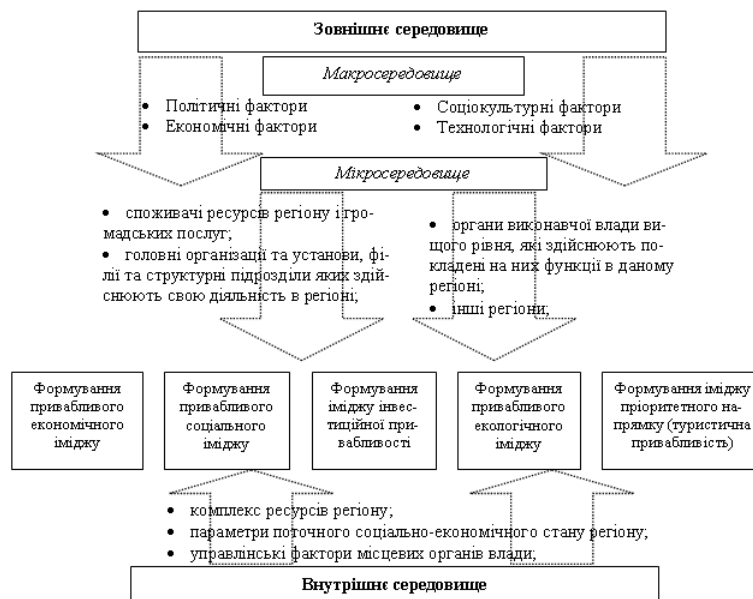 Зовнішнє середовище
Макросередовище
• Політичні фактори
• Економічні фактори
• Соціокультурні фактори
• Технологічні фактори
Мікросередовище
• споживачі ресурсів регіону і гро-
мадських послуг;
• головні організації та установи, фі-
лії та структурні підрозділи яких здій-
снюють свою діяльність в регіоні;
• органи виконавчої влади ви-
щого рівня, які здійснюють по-
кладені на них функції в даному
регіоні;
• інші регіони;
Формування
привабливого
економічного
іміджу
Формування
привабливого
соціального
іміджу
Формування
іміджу інвес-
тиційної при-
вабливості
Формування
привабливого
екологічного
іміджу
Формування іміджу
пріоритетного на-
прямку (туристична
привабливість)
• комплекс ресурсів регіону;
• параметри поточного соціально-економічного стану регіону;
• управлінські фактори місцевих органів влади;
Внутрішнє середовище